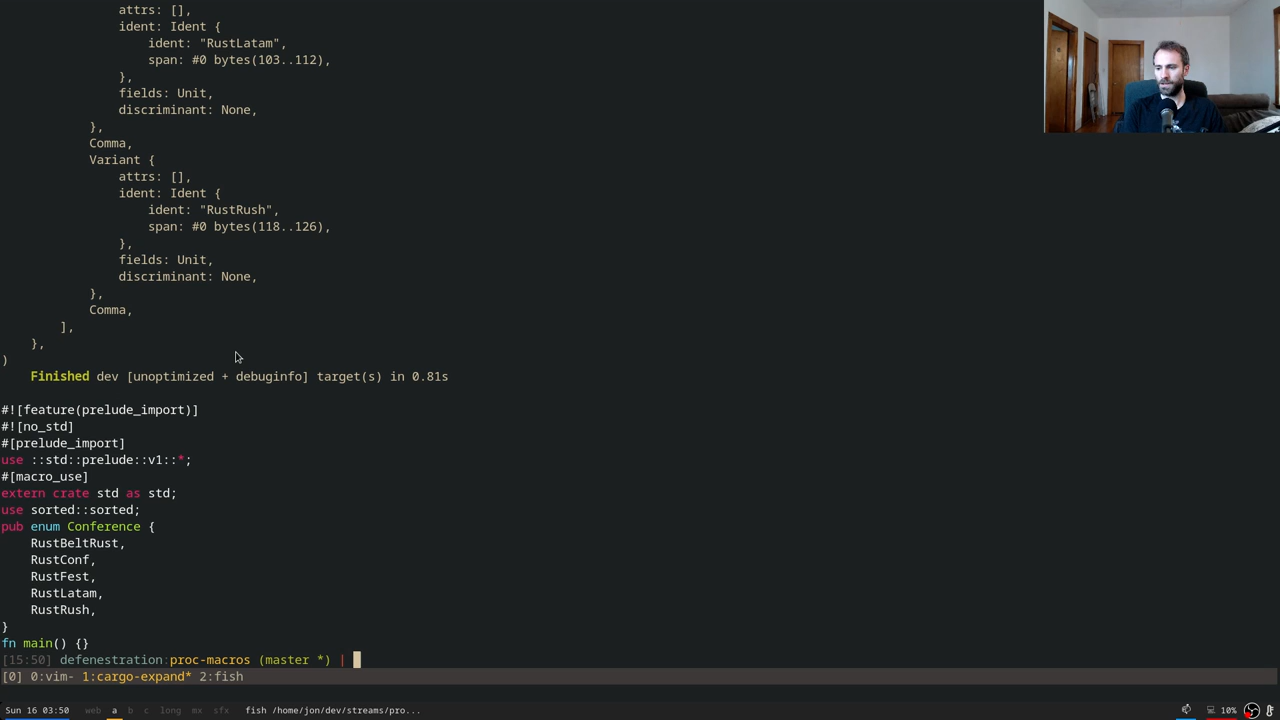 attrs: [],
ident: Ident {
ident: "RustLatam",
span: #0 bytes(103..112),
},
fields: Unit,
discriminant: None,
},
Comma,
Variant {
attrs: [],
ident: Ident {
ident: "RustRush",
span: #0 bytes(118..126),
},
fields: Unit,
discriminant: None,
},
Comma,
],
},
)
Finished dev [unoptimized + debuginfo] target(s) in 0.81s
#![feature(prelude_import)]
#![no_std]
#[prelude_import]
use ::std::prelude::v1::*;
#[macro_use]
extern crate std as std;
use sorted::sorted;
pub enum Conference {
RustBeltRust,
RustConf,
RustFest,
RustLatam,
RustRush,
}
fn main() {}
[15:50] defenestration:proc-macros (master *) |
[0] 0:vim- 1:cargo-expand* 2:fish
Sun 16 03:50 web a b c long mx sfx fish /home/jon/dev/streams/pro... 10%